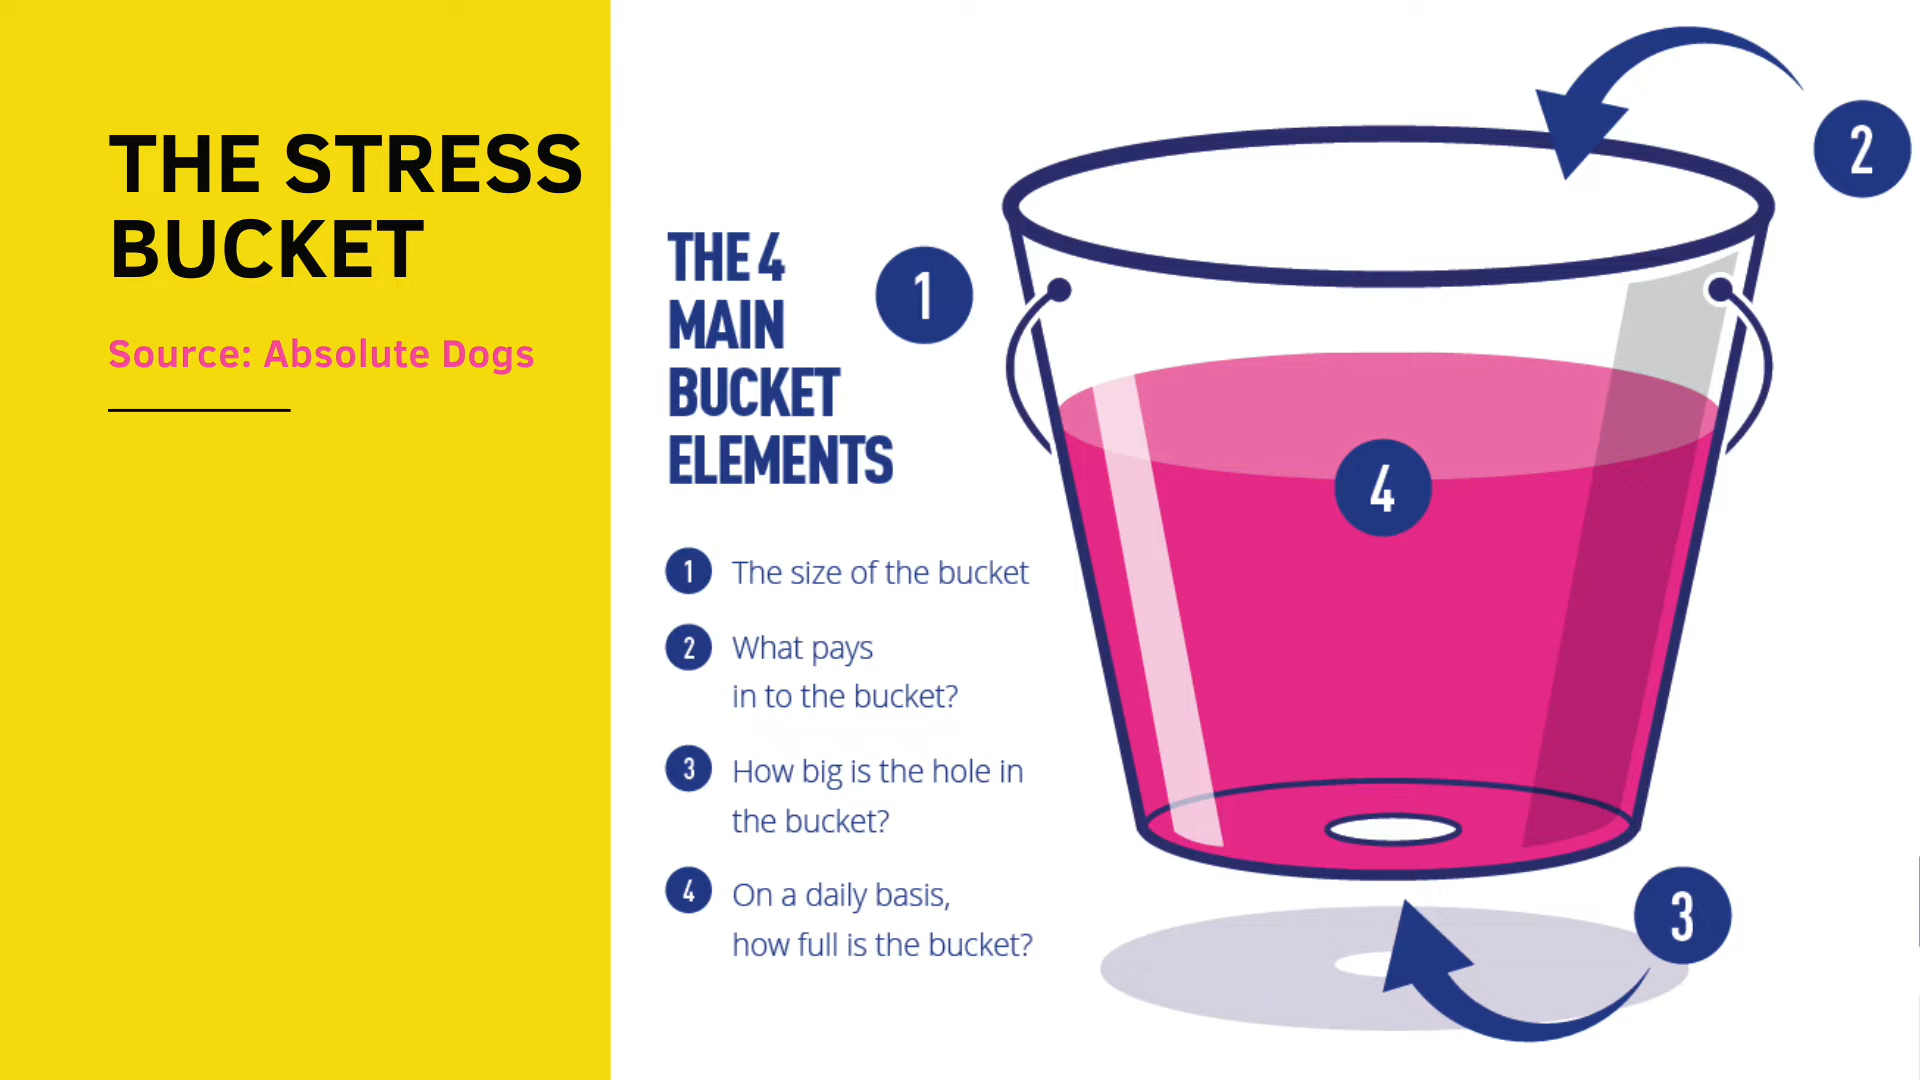 THE STRESS
BUCKET
Source: Absolute Dogs
THE 4
MAIN
BUCKET
ELEMENTS
1 The size of the bucket
2 What pays
in to the bucket?
3 How big is the hole in
the bucket?
4 On a daily basis,
how full is the bucket?
1
2
4
3